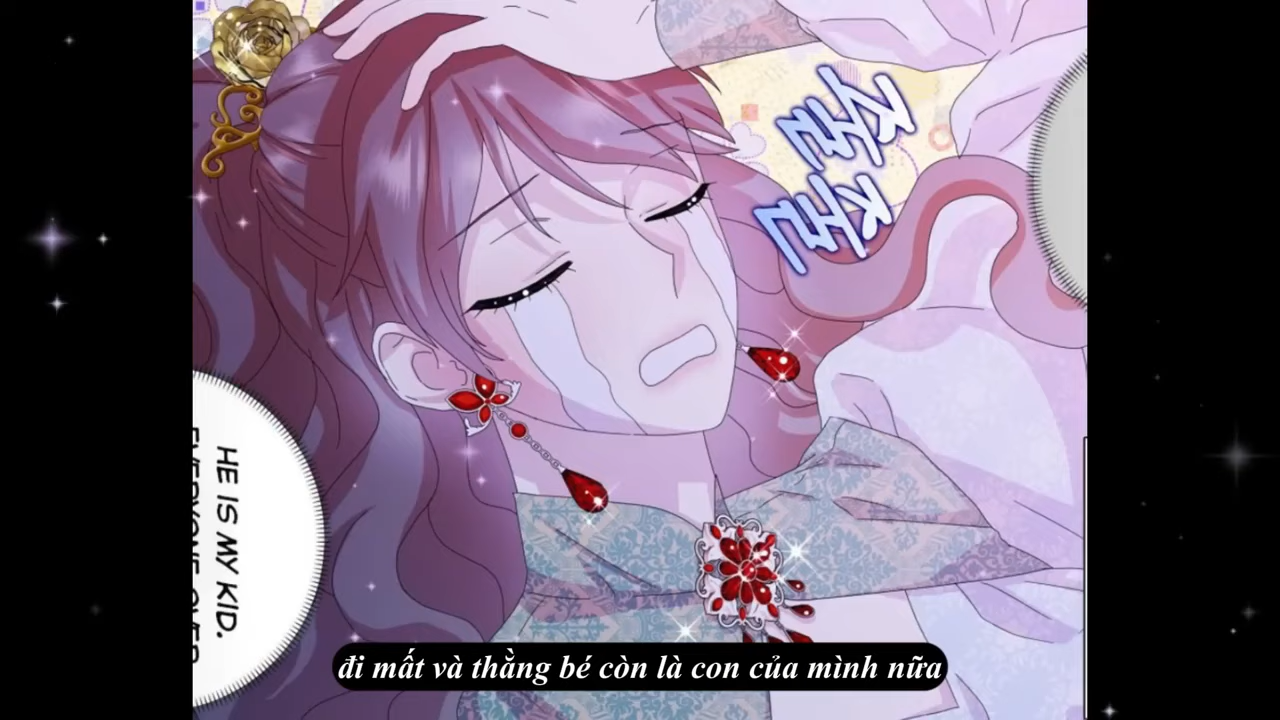 줄
줄
HE IS MY KID.
đi mất và thằng bé còn là con của mình nữa